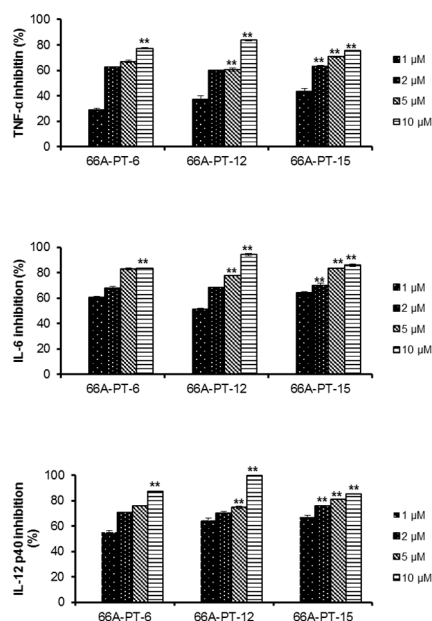 TNF-α inhibitin (%)
100
80
60
40
20
0
**
** **
** ** **
66A-PT-6 66A-PT-12 66A-PT-15
1 µM
2 µM
5 µM
10 µM
IL-6 inhibition (%)
100
80
60
40
20
0
**
** **
** ** **
66A-PT-6 66A-PT-12 66A-PT-15
1 µM
2 µM
5 µM
10 µM
IL-12 p40 inhibition
(%)
100
80
60
40
20
0
**
** **
** ** **
66A-PT-6 66A-PT-12 66A-PT-15
1 µM
2 µM
5 µM
10 µM